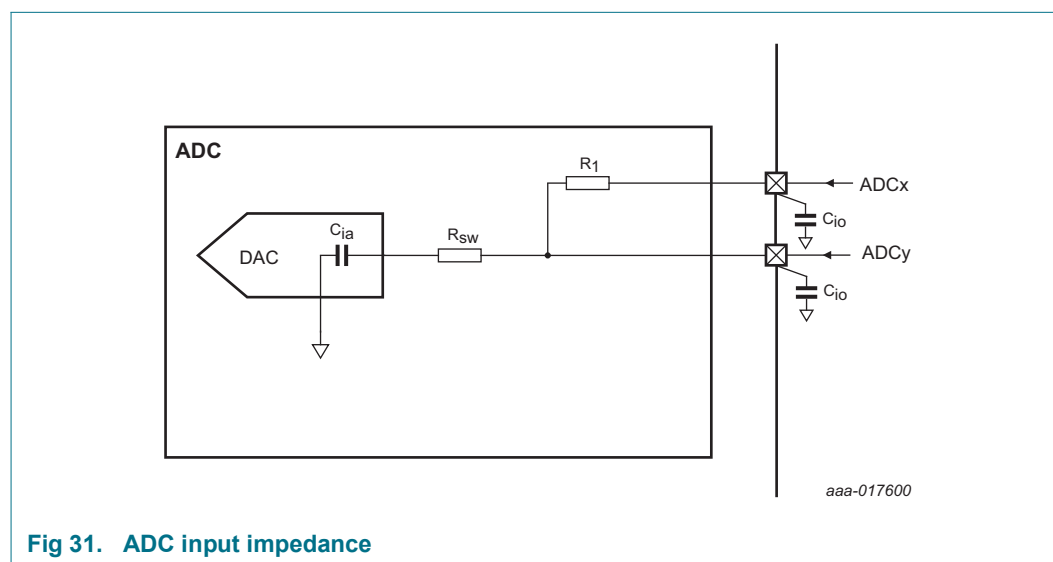 ADC
R1
ADCx
Cio
Cia
DAC
Rsw
ADCy
Cio
aaa-017600
Fig 31. ADC input impedance